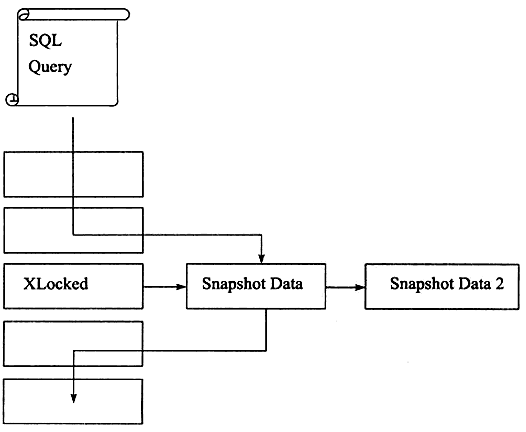 SQL
Query
XLocked
Snapshot Data
Snapshot Data 2